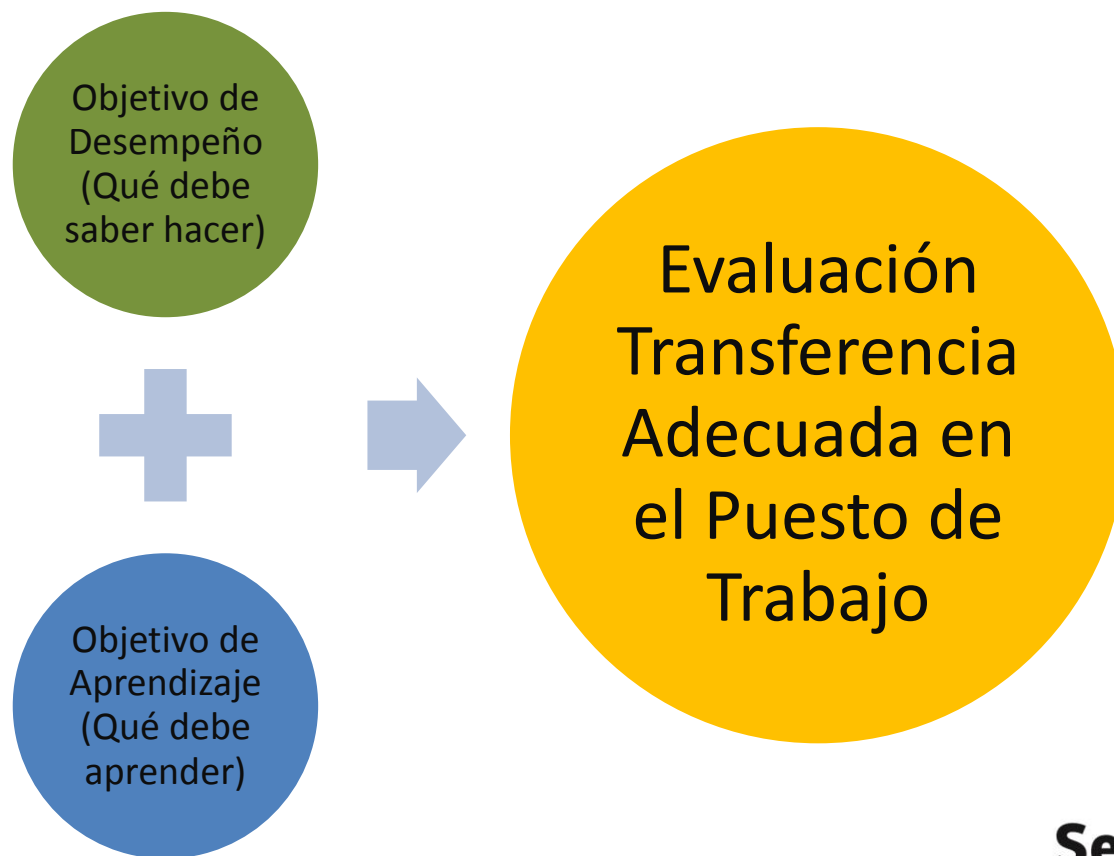 Objetivo de
Desempeño
(Qué debe
saber hacer)
Objetivo de
Aprendizaje
(Qué debe
aprender)
Evaluación
Transferencia
Adecuada en
el Puesto de
Trabajo
Se